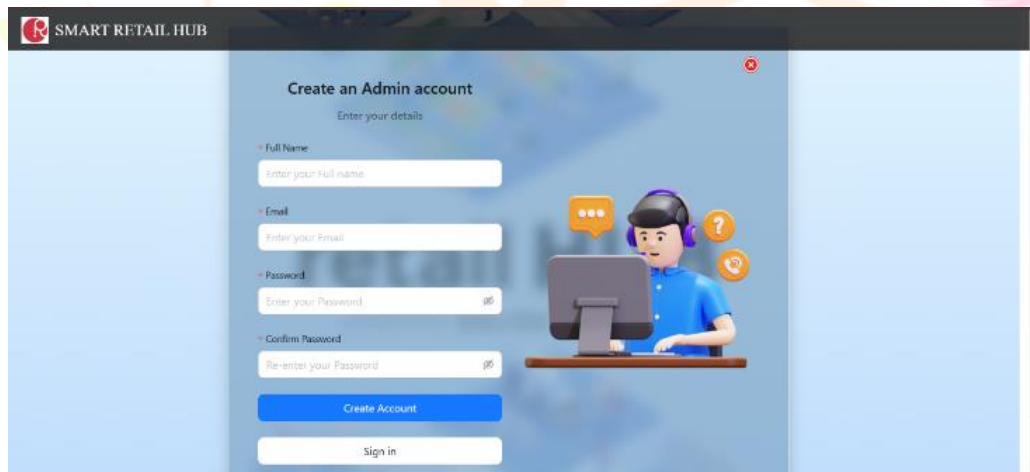 SMART RETAIL HUB
Create an Admin account
Enter your details
* Full Name
Enter your Full name
* Email
Enter your Email
* Password
Enter your Password
* Confirm Password
Re-enter your Password
Create Account
Sign in
retail H
?